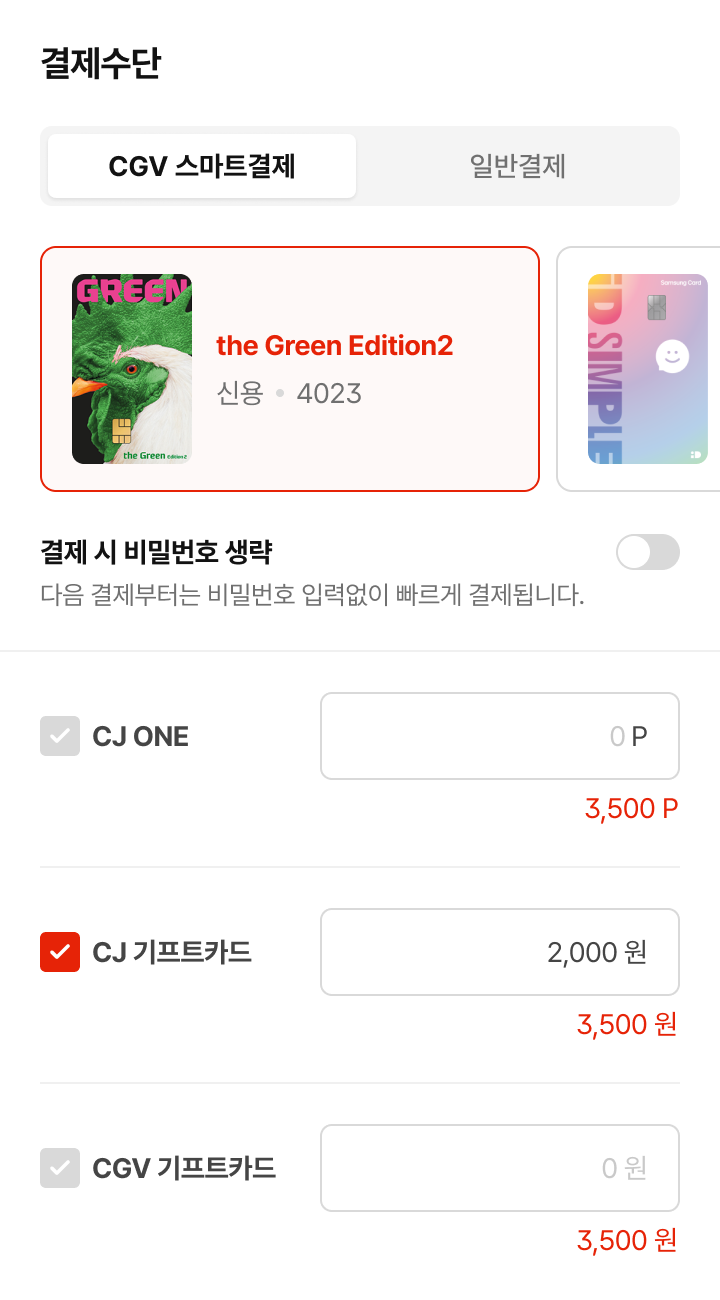 결제수단
CGV 스마트결제
일반결제
GREEN
the Green Edition2
the Green Edition2
신용 • 4023
Samsung Card
iD SIMPLE
iD
결제 시 비밀번호 생략
다음 결제부터는 비밀번호 입력없이 빠르게 결제됩니다.
CJ ONE
0 P
3,500 P
CJ 기프트카드
2,000 원
3,500 원
CGV 기프트카드
0 원
3,500 원